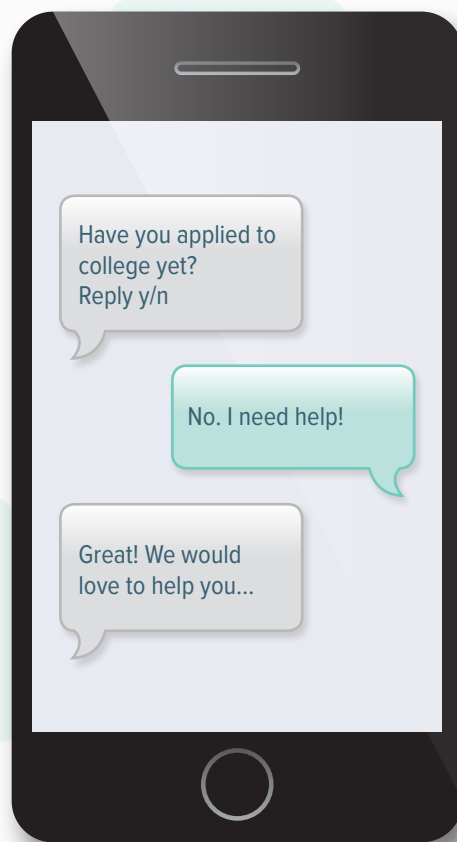 Have you applied to
college yet?
Reply y/n
No. I need help!
Great! We would
love to help you...